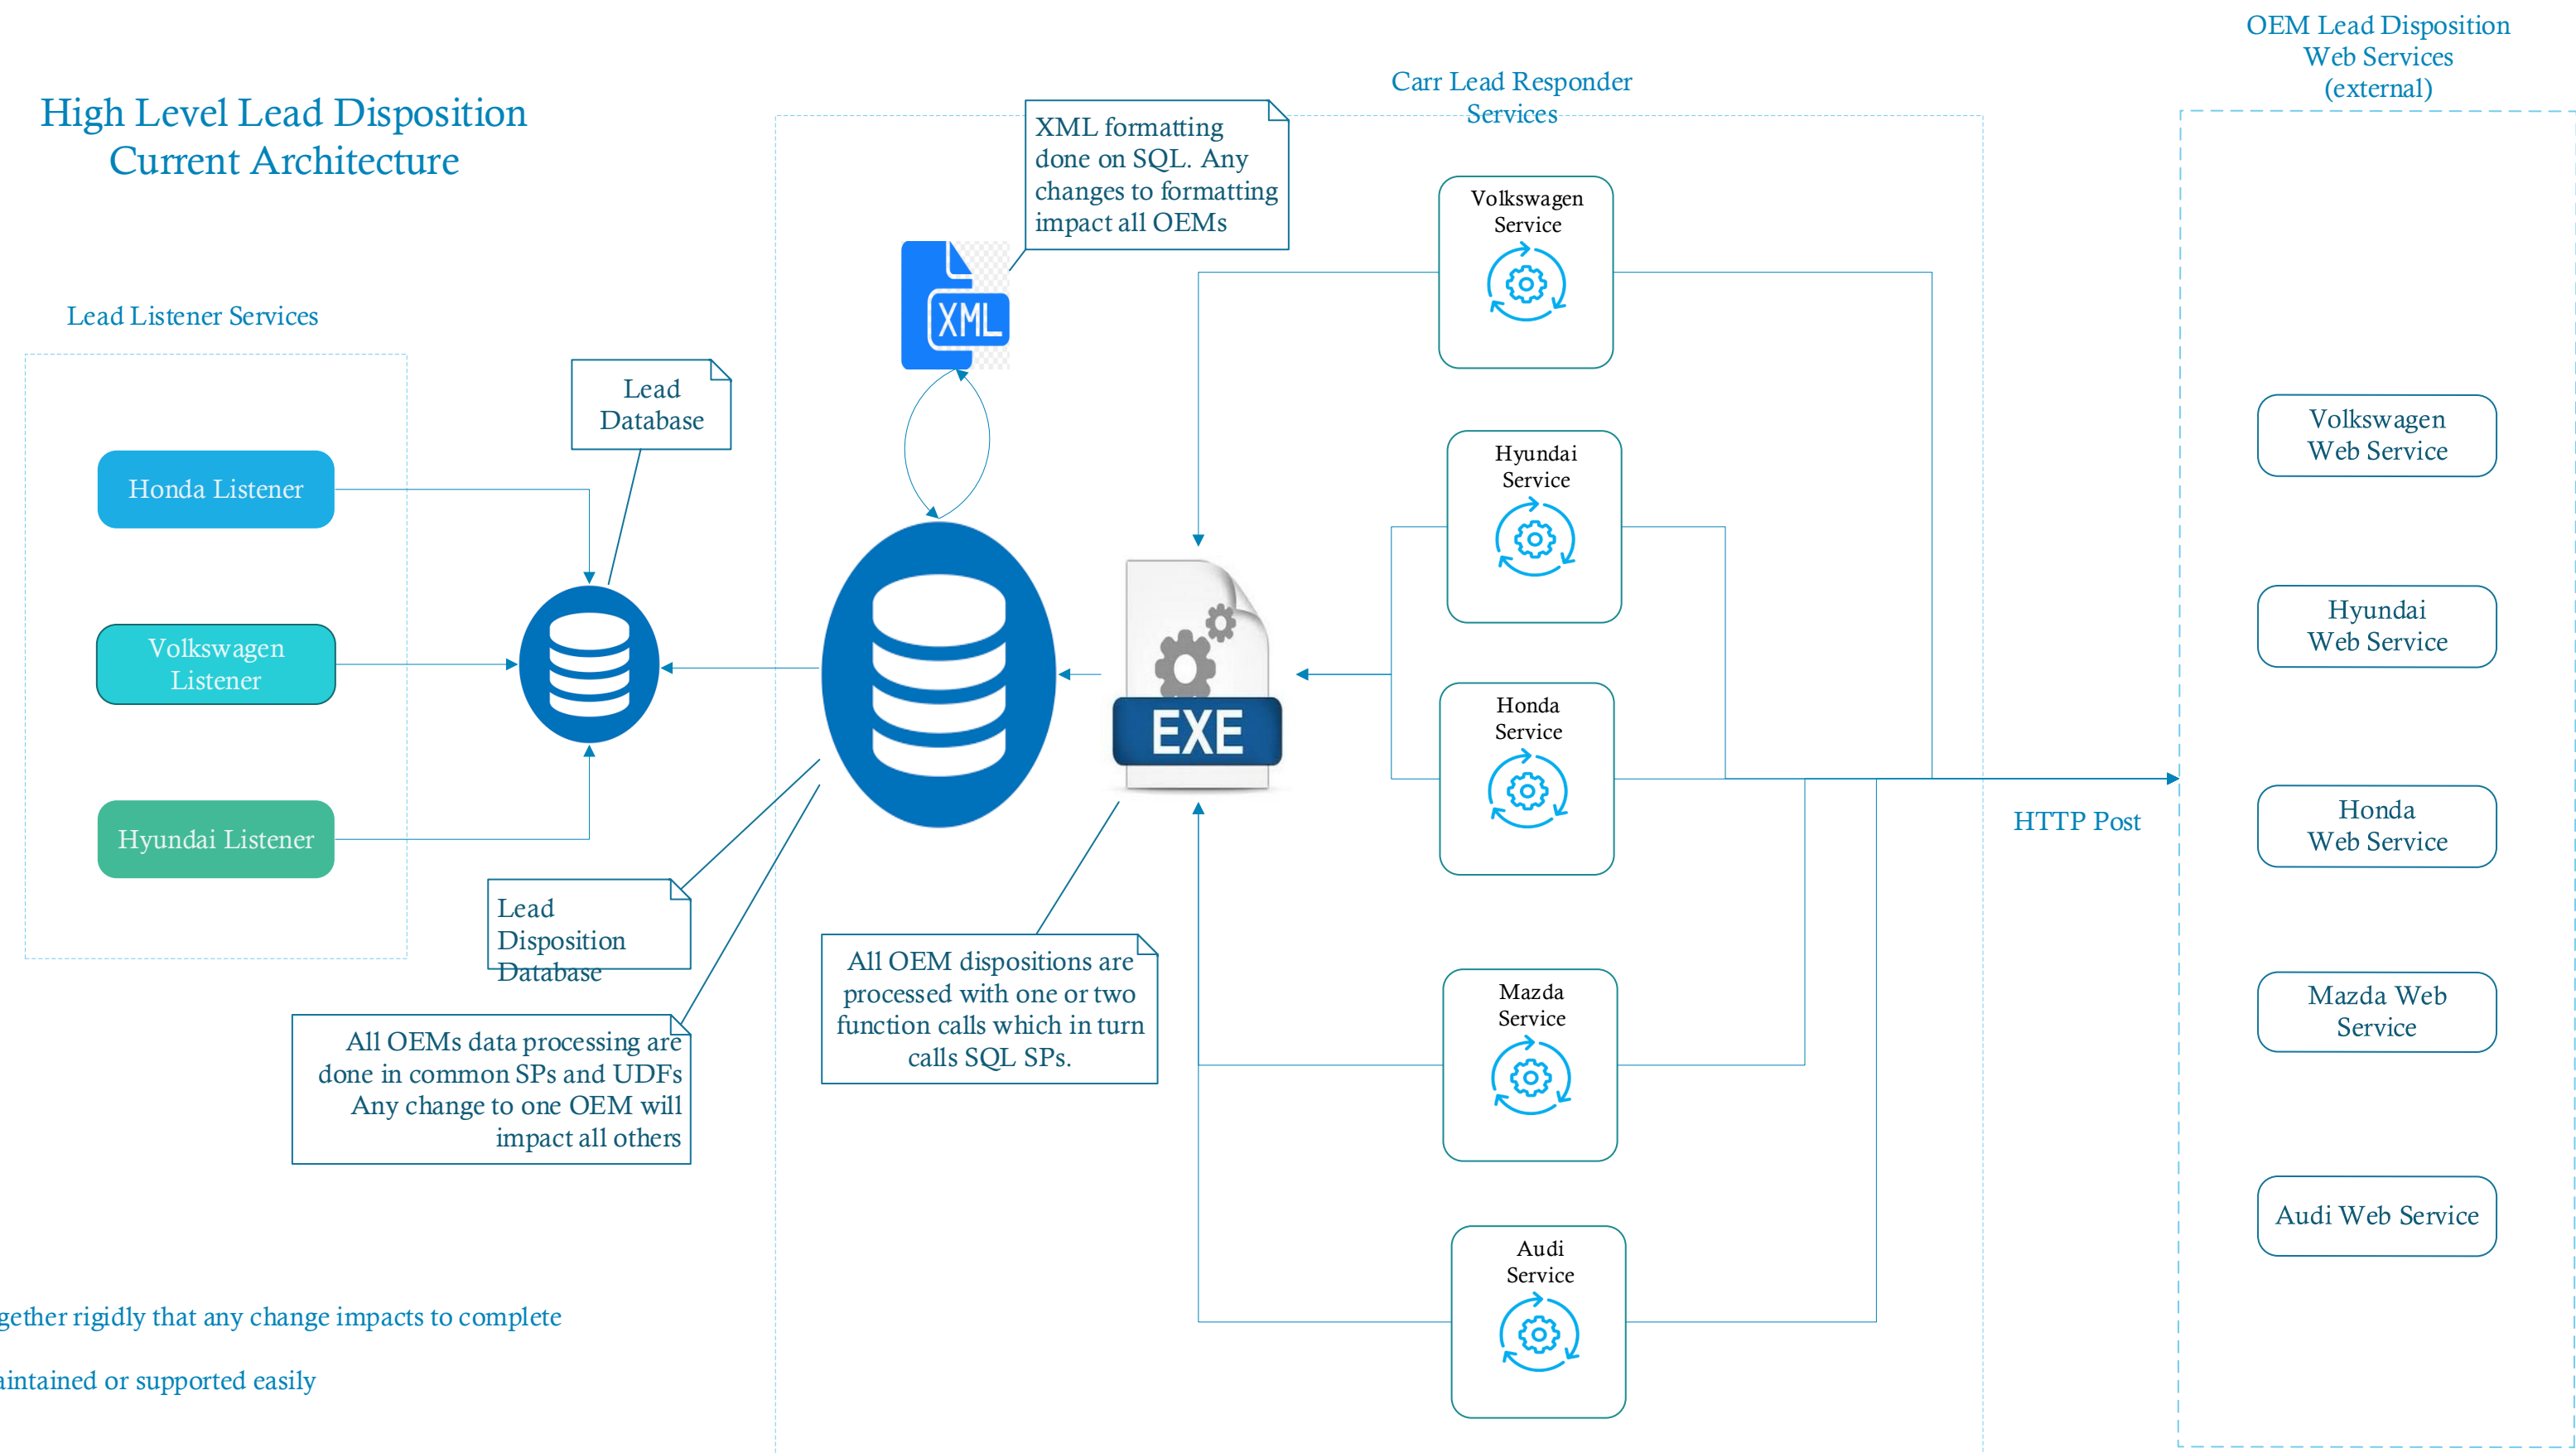 High Level Lead Disposition
Current Architecture
Lead Listener Services
Honda Listener
Volkswagen
Listener
Hyundai Listener
Lead
Database
Lead
Disposition
Database
All OEMs data processing are
done in common SPs and UDFs
Any change to one OEM will
impact all others
XML formatting
done on SQL. Any
changes to formatting
impact all OEMs
XML
EXE
All OEM dispositions are
processed with one or two
function calls which in turn
calls SQL SPs.
Carr Lead Responder
Services
Volkswagen
Service
Hyundai
Service
Honda
Service
Mazda
Service
Audi
Service
HTTP Post
OEM Lead Disposition
Web Services
(external)
Volkswagen
Web Service
Hyundai
Web Service
Honda
Web Service
Mazda Web
Service
Audi Web Service
rigidly that any change impacts to complete
or supported easily